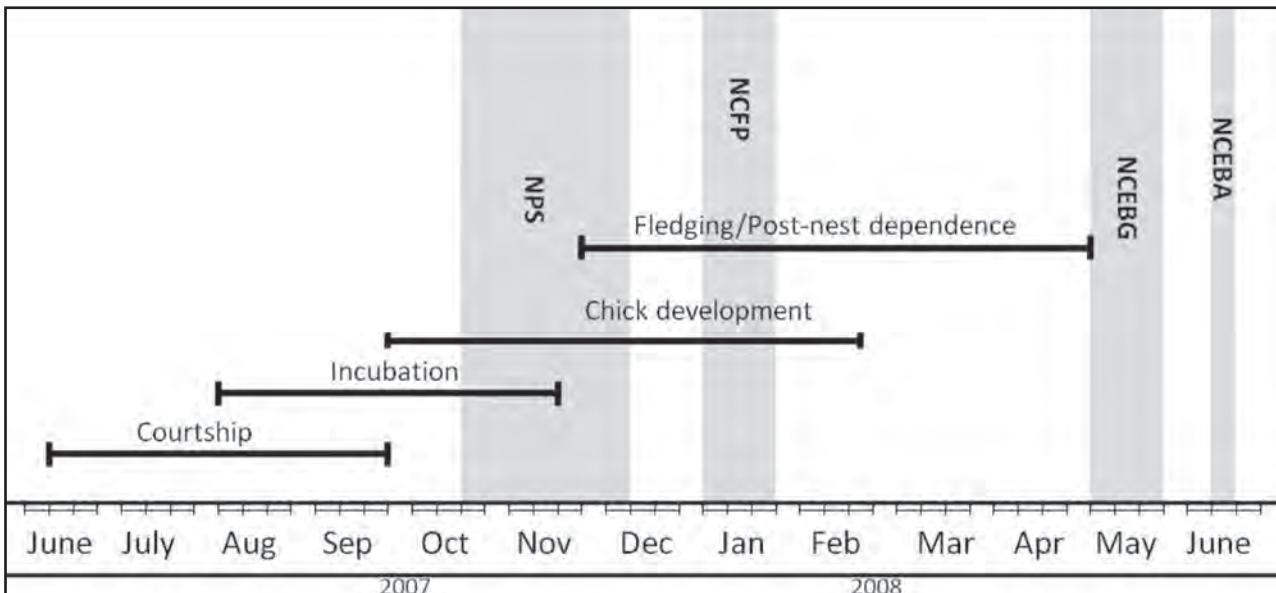 NPS
NCFP
NCEBG
NCEBA
Fledging/Post-nest dependence
Chick development
Incubation
Courtship
June July Aug Sep Oct Nov Dec Jan Feb Mar Apr May June
2007 2008